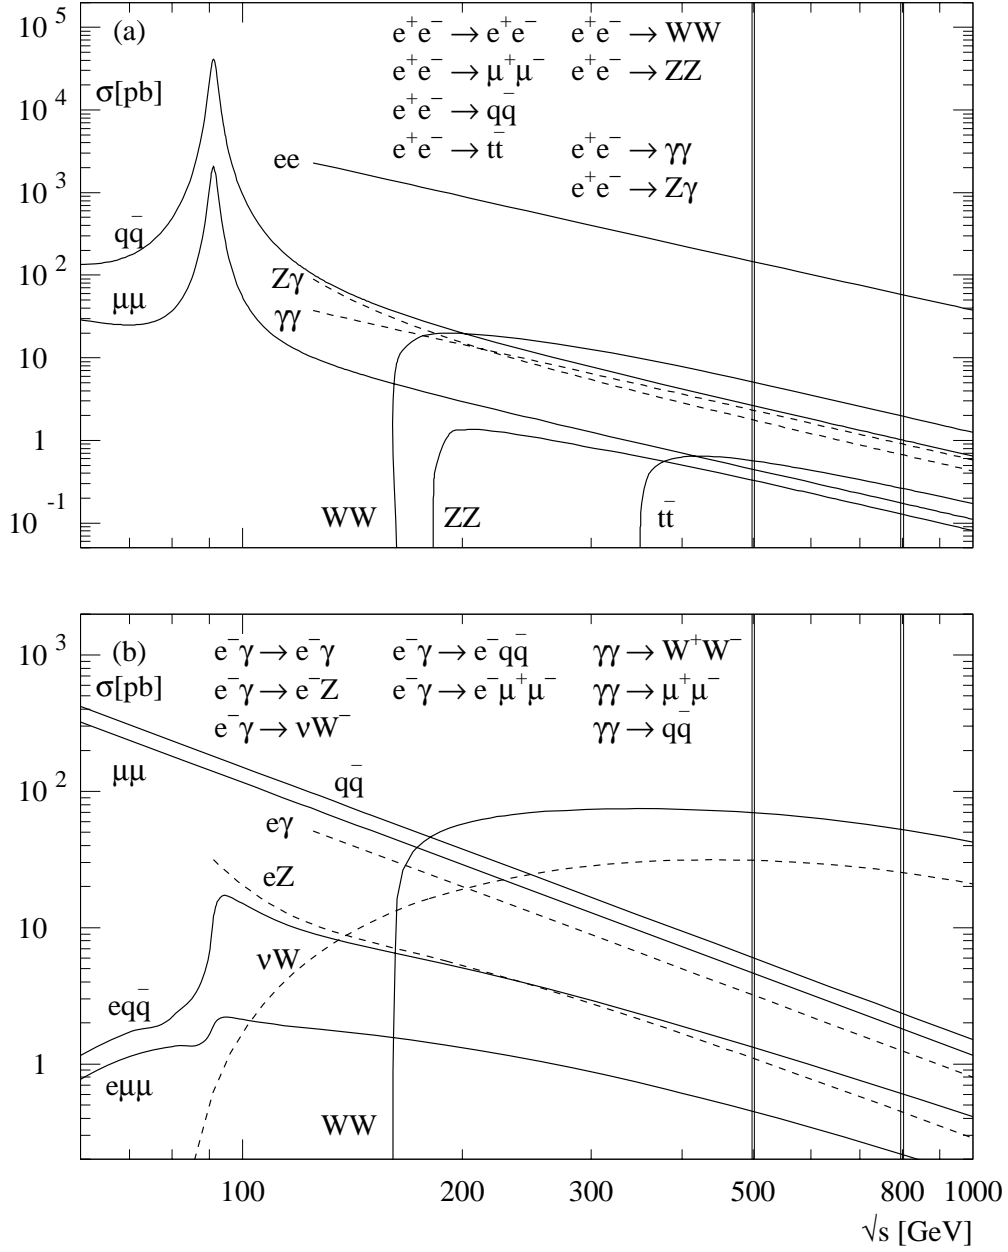 10⁵ (a) e⁺e⁻ → e⁺e⁻ e⁺e⁻ → WW
σ[pb] e⁺e⁻ → μ⁺μ⁻ e⁺e⁻ → ZZ
10⁴ e⁺e⁻ → qq̄
e⁺e⁻ → tt̄ e⁺e⁻ → γγ
10³ ee e⁺e⁻ → Zγ
qq̄
10² Zγ
μμ γγ
10
1
10⁻¹ WW ZZ tt̄
10³ (b) e⁻γ → e⁻γ e⁻γ → e⁻qq̄ γγ → W⁺W⁻
σ[pb] e⁻γ → e⁻Z e⁻γ → e⁻μ⁺μ⁻ γγ → μ⁺μ⁻
e⁻γ → νW⁻ γγ → qq̄
μμ qq̄
10²
eγ
eZ
10
νW
eqq̄
1
eμμ
WW
100 200 300 500 800 1000
√s [GeV]